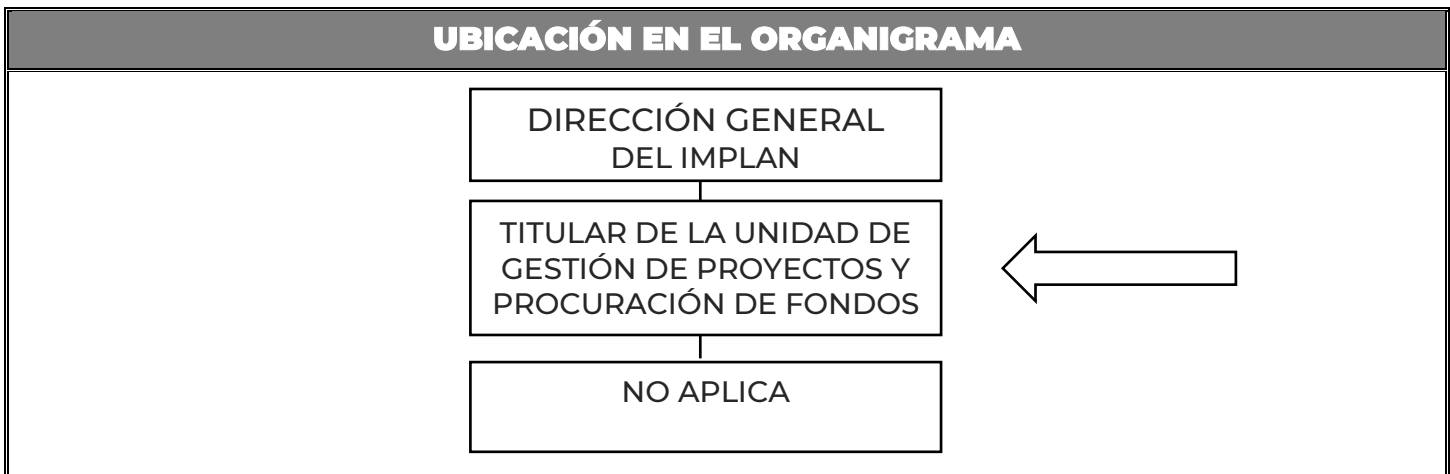 UBICACIÓN EN EL ORGANIGRAMA
DIRECCIÓN GENERAL
DEL IMPLAN
TITULAR DE LA UNIDAD DE
GESTIÓN DE PROYECTOS Y
PROCURACIÓN DE FONDOS
NO APLICA